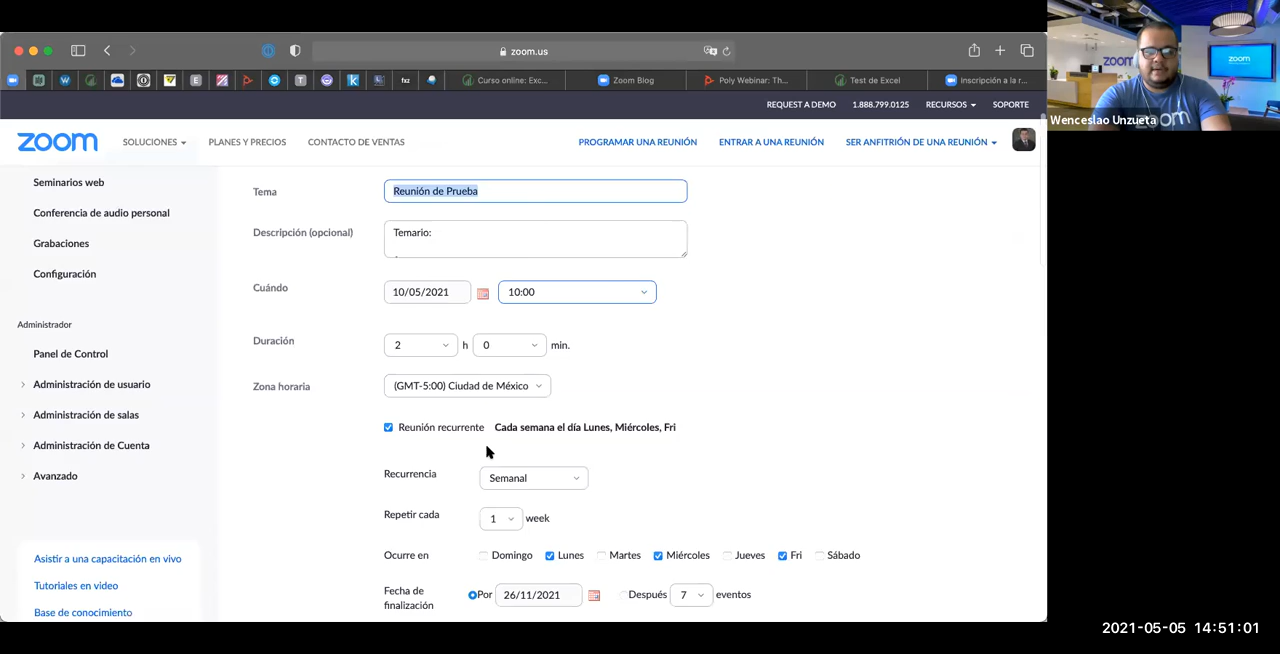 zoom.us
fxz
Curso online: Exc...
Zoom Blog
Poly Webinar: Th...
Test de Excel
Inscripción a la r...
REQUEST A DEMO 1.888.799.0125 RECURSOS SOPORTE
zoom SOLUCIONES PLANES Y PRECIOS CONTACTO DE VENTAS PROGRAMAR UNA REUNIÓN ENTRAR A UNA REUNIÓN SER ANFITRIÓN DE UNA REUNIÓN
zoom
zoom
zoom
Wenceslao Unzueta
Seminarios web
Conferencia de audio personal
Grabaciones
Configuración
Administrador
Panel de Control
Administración de usuario
Administración de salas
Administración de Cuenta
Avanzado
Asistir a una capacitación en vivo
Tutoriales en video
Base de conocimiento
Tema Reunión de Prueba
Descripción (opcional) Temario:
Cuándo 10/05/2021 10:00
Duración 2 h 0 min.
Zona horaria (GMT-5:00) Ciudad de México
Reunión recurrente Cada semana el día Lunes, Miércoles, Fri
Recurrencia Semanal
Repetir cada 1 week
Ocurre en Domingo Lunes Martes Miércoles Jueves Fri Sábado
Fecha de finalización Por 26/11/2021 Después 7 eventos
2021-05-05 14:51:01